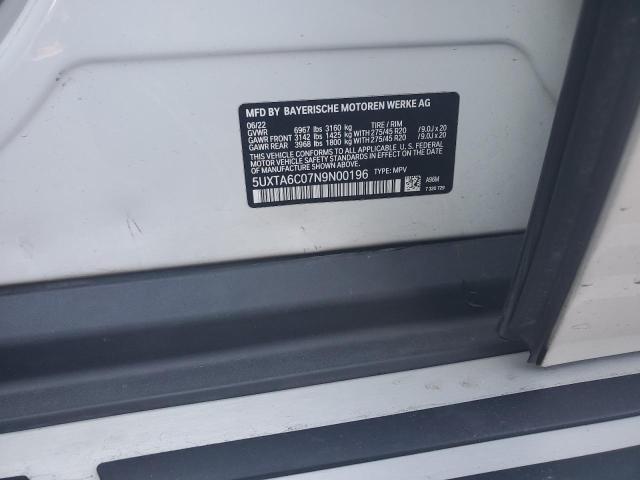 MFD BY BAYERISCHE MOTOREN WERKE AG
06/22 TIRE / RIM
GVWR 6967 lbs 3160 kg
GAWR FRONT 3142 lbs 1425 kg WITH 275/45 R20 /9.0J x 20
GAWR REAR 3968 lbs 1800 kg WITH 275/45 R20 /9.0J x 20
THIS VEHICLE CONFORMS TO ALL APPLICABLE U. S. FEDERAL
MOTOR VEHICLE SAFETY STANDARDS IN EFFECT ON THE DATE OF
MANUFACTURE SHOWN ABOVE.
5UXTA6C07N9N00196 TYPE: MPV
A96M